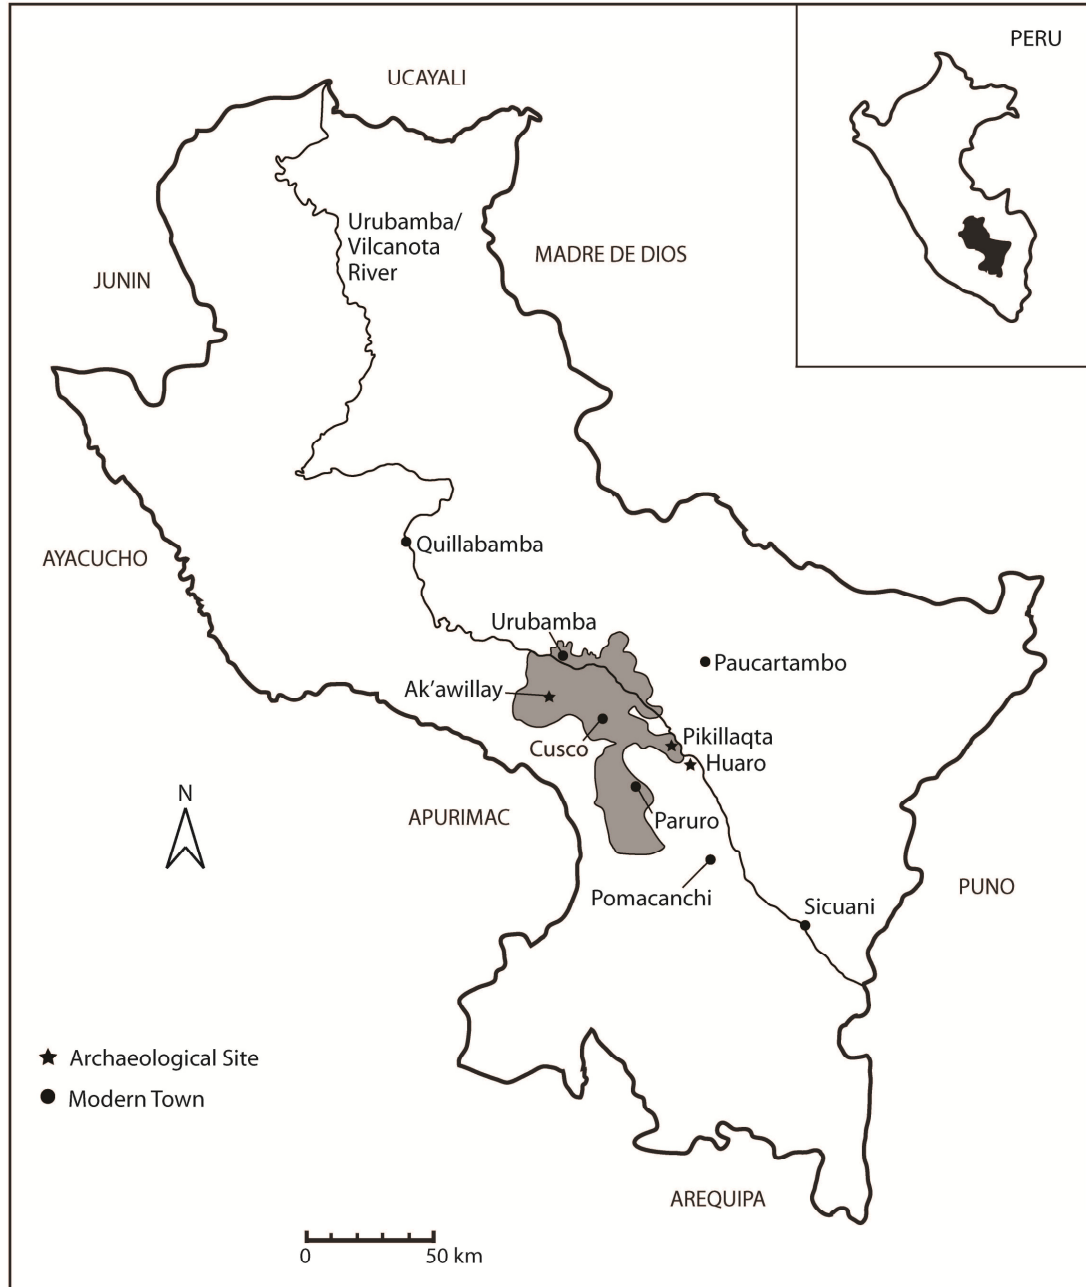 PERU
UCAYALI
Urubamba/
Vilcanota
River
MADRE DE DIOS
JUNIN
AYACUCHO
Quillabamba
Urubamba
Paucartambo
Ak’awillay
Pikillaqta
Cusco
Huaro
N
APURIMAC
Paruro
PUNO
Pomacanchi
Sicuani
Archaeological Site
Modern Town
AREQUIPA
0 50 km